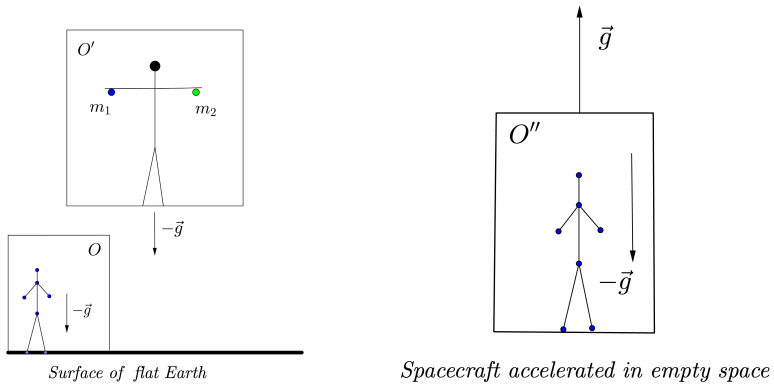 O′
m₁
m₂
−g⃗
O
−g⃗
Surface of flat Earth
g⃗
O″
−g⃗
Spacecraft accelerated in empty space